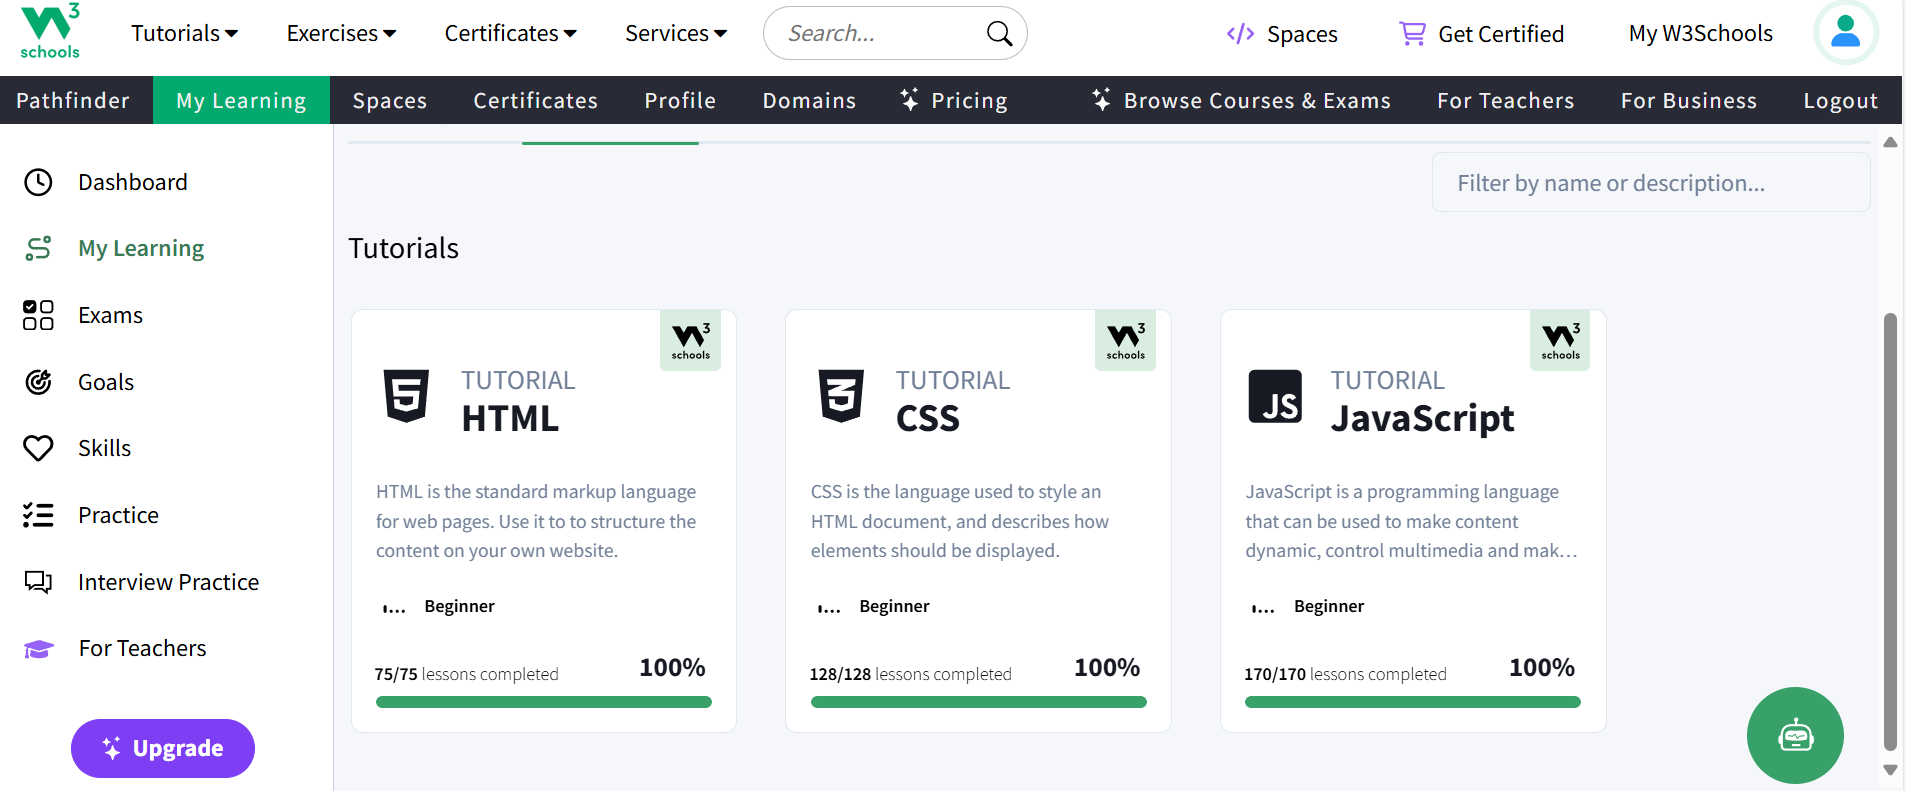 W3 schools
Tutorials
Exercises
Certificates
Services
Search...
Spaces
Get Certified
My W3Schools
Pathfinder
My Learning
Spaces
Certificates
Profile
Domains
Pricing
Browse Courses & Exams
For Teachers
For Business
Logout
Dashboard
My Learning
Exams
Goals
Skills
Practice
Interview Practice
For Teachers
Upgrade
Filter by name or description...
Tutorials
W3 schools
5
TUTORIAL
HTML
HTML is the standard markup language
for web pages. Use it to to structure the
content on your own website.
Beginner
75/75 lessons completed
100%
W3 schools
3
TUTORIAL
CSS
CSS is the language used to style an
HTML document, and describes how
elements should be displayed.
Beginner
128/128 lessons completed
100%
W3 schools
JS
TUTORIAL
JavaScript
JavaScript is a programming language
that can be used to make content
dynamic, control multimedia and mak...
Beginner
170/170 lessons completed
100%